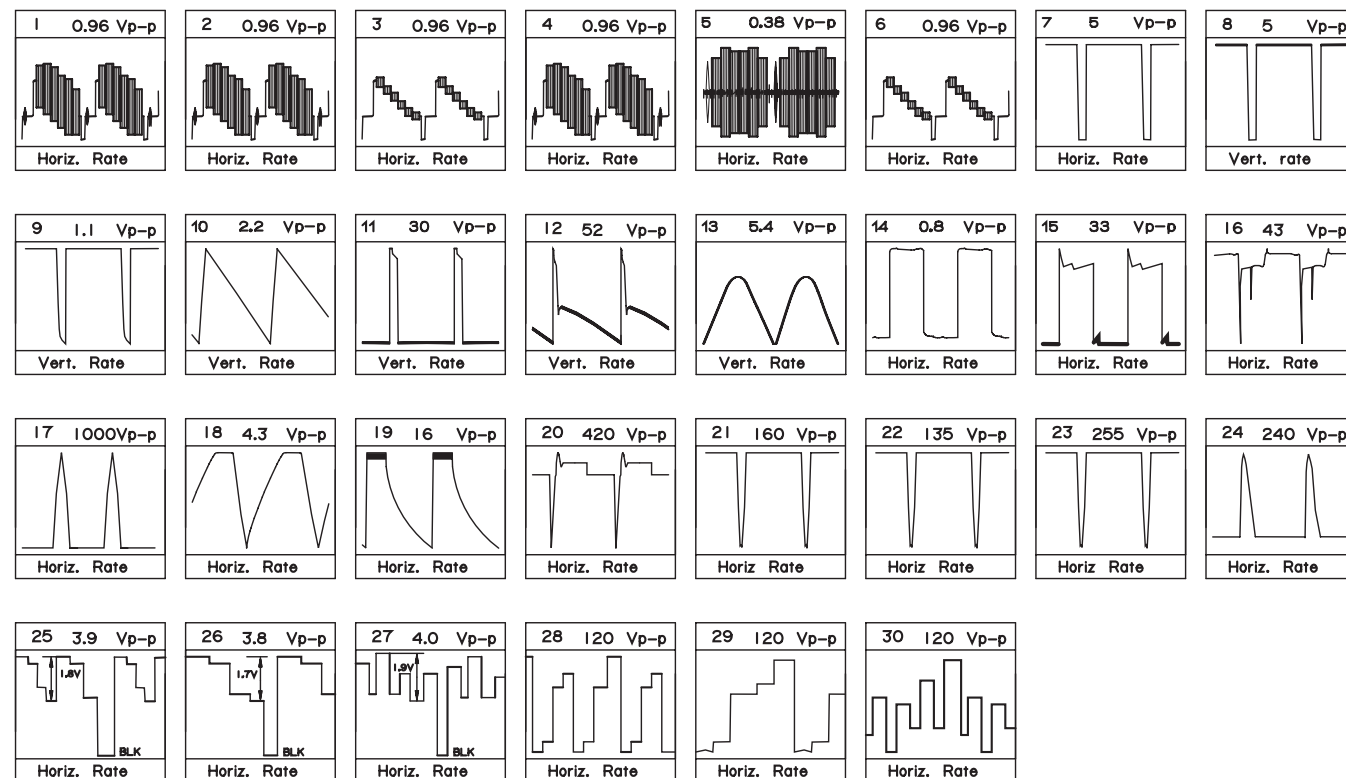 1 0.96 Vp-p
2 0.96 Vp-p
3 0.96 Vp-p
4 0.96 Vp-p
5 0.38 Vp-p
6 0.96 Vp-p
7 5 Vp-p
8 5 Vp-p
Horiz. Rate
Horiz. Rate
Horiz. Rate
Horiz. Rate
Horiz. Rate
Horiz. Rate
Horiz. Rate
Vert. rate
9 1.1 Vp-p
10 2.2 Vp-p
11 30 Vp-p
12 52 Vp-p
13 5.4 Vp-p
14 0.8 Vp-p
15 33 Vp-p
16 43 Vp-p
Vert. Rate
Horiz. Rate
Vert. Rate
Vert. Rate
Vert. Rate
Horiz. Rate
Horiz. Rate
Horiz. Rate
17 1000Vp-p
18 4.3 Vp-p
19 16 Vp-p
20 420 Vp-p
21 160 Vp-p
22 135 Vp-p
23 255 Vp-p
24 240 Vp-p
Horiz. Rate
Horiz. Rate
Horiz. Rate
Horiz. Rate
Horiz Rate
Horiz. Rate
Horiz. Rate
Horiz. Rate
25 3.9 Vp-p
26 3.8 Vp-p
27 4.0 Vp-p
28 120 Vp-p
29 120 Vp-p
30 120 Vp-p
1.8V
1.7V
1.9V
BLK
BLK
BLK
Horiz. Rate
Horiz. Rate
Horiz. Rate
Horiz. Rate
Horiz. Rate
Horiz. Rate